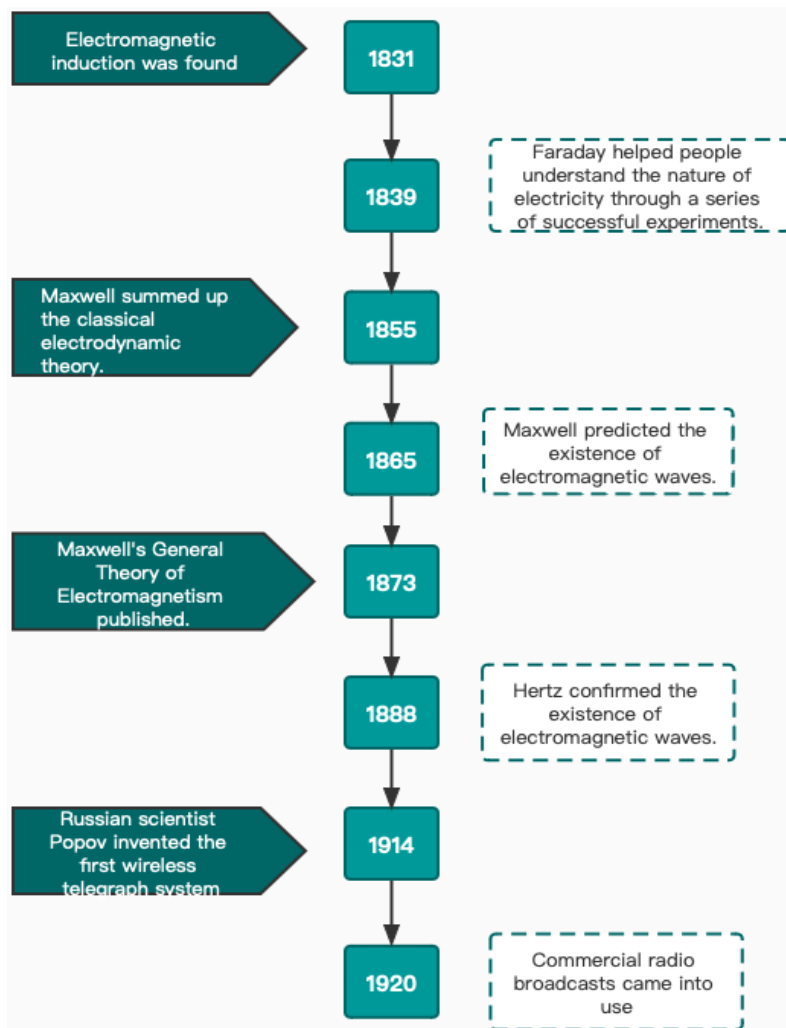 Electromagnetic
induction was found
1831
1839
Faraday helped people
understand the nature of
electricity through a series
of successful experiments.
Maxwell summed up
the classical
electrodynamic
theory.
1855
1865
Maxwell predicted the
existence of
electromagnetic waves.
Maxwell's General
Theory of
Electromagnetism
published.
1873
1888
Hertz confirmed the
existence of
electromagnetic waves.
Russian scientist
Popov invented the
first wireless
telegraph system
1914
1920
Commercial radio
broadcasts came into
use